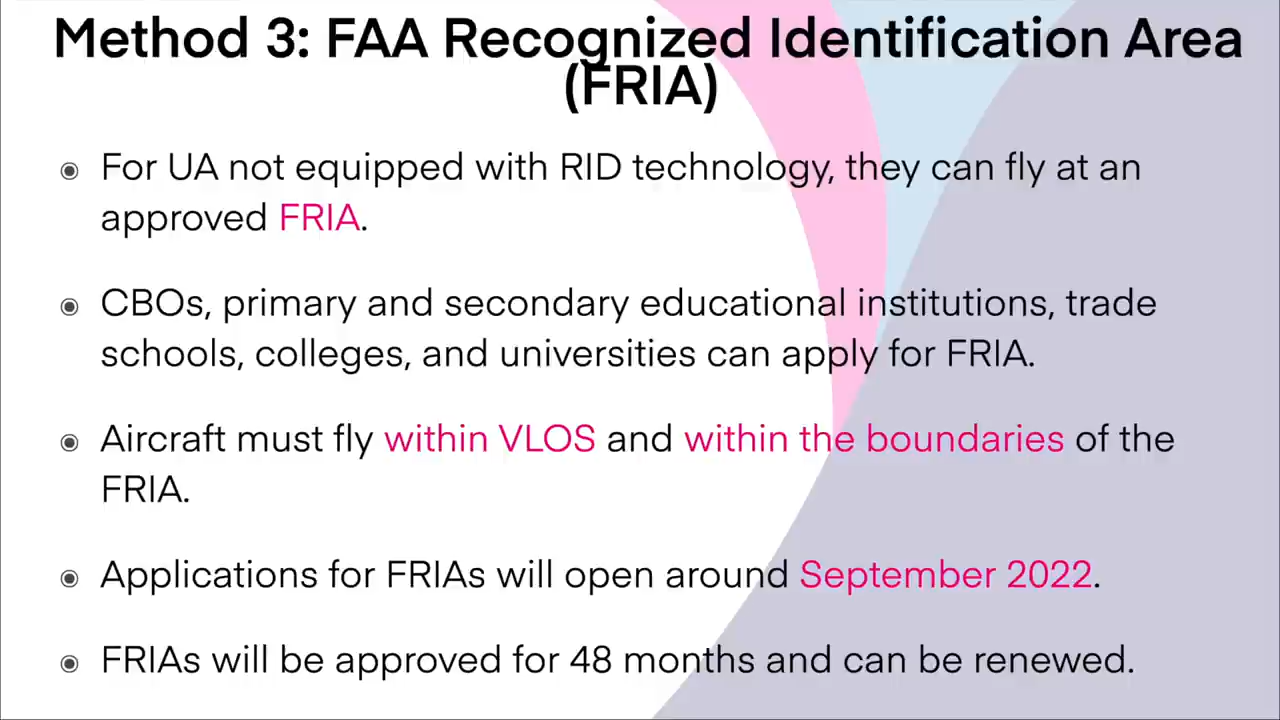 Method 3: FAA Recognized Identification Area
(FRIA)
For UA not equipped with RID technology, they can fly at an
approved FRIA.
CBOs, primary and secondary educational institutions, trade
schools, colleges, and universities can apply for FRIA.
Aircraft must fly within VLOS and within the boundaries of the
FRIA.
Applications for FRIAs will open around September 2022.
FRIAs will be approved for 48 months and can be renewed.